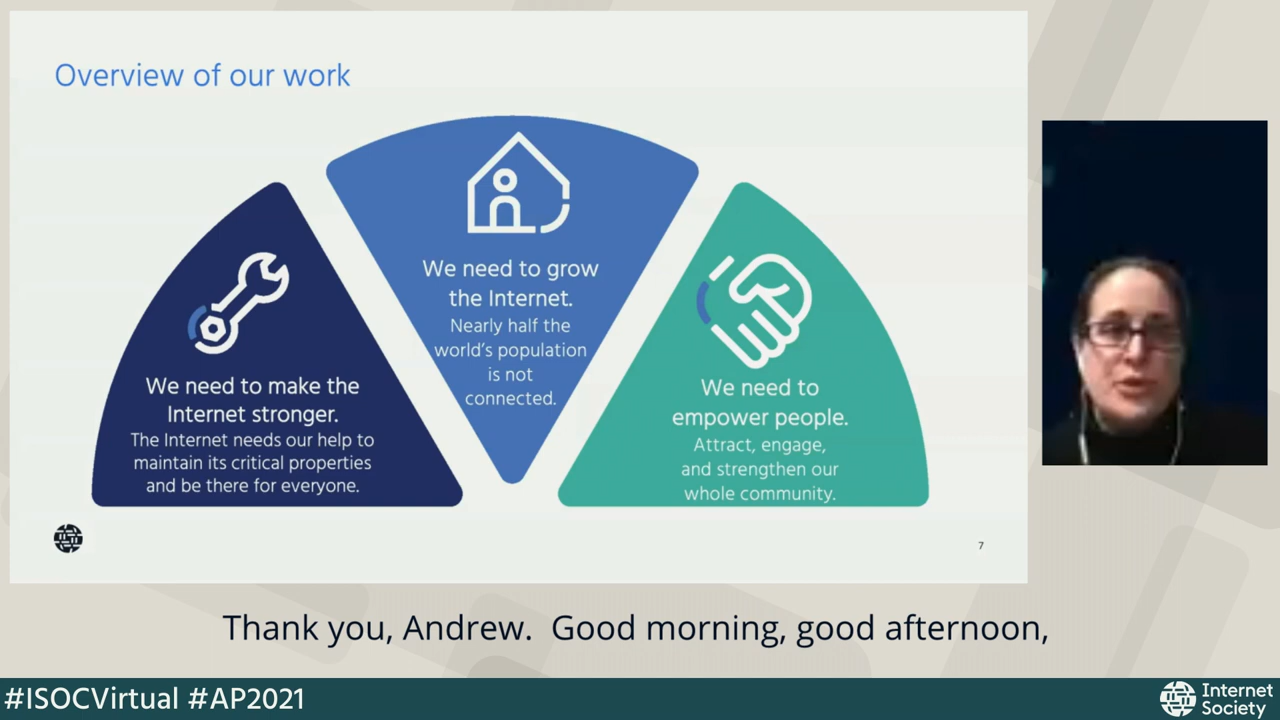 Overview of our work
We need to grow
the Internet.
Nearly half the
world's population
is not
connected.
We need to make the
Internet stronger.
The Internet needs our help to
maintain its critical properties
and be there for everyone.
We need to
empower people.
Attract, engage,
and strengthen our
whole community.
7
Thank you, Andrew.  Good morning, good afternoon,
#ISOCVirtual #AP2021
Internet
Society